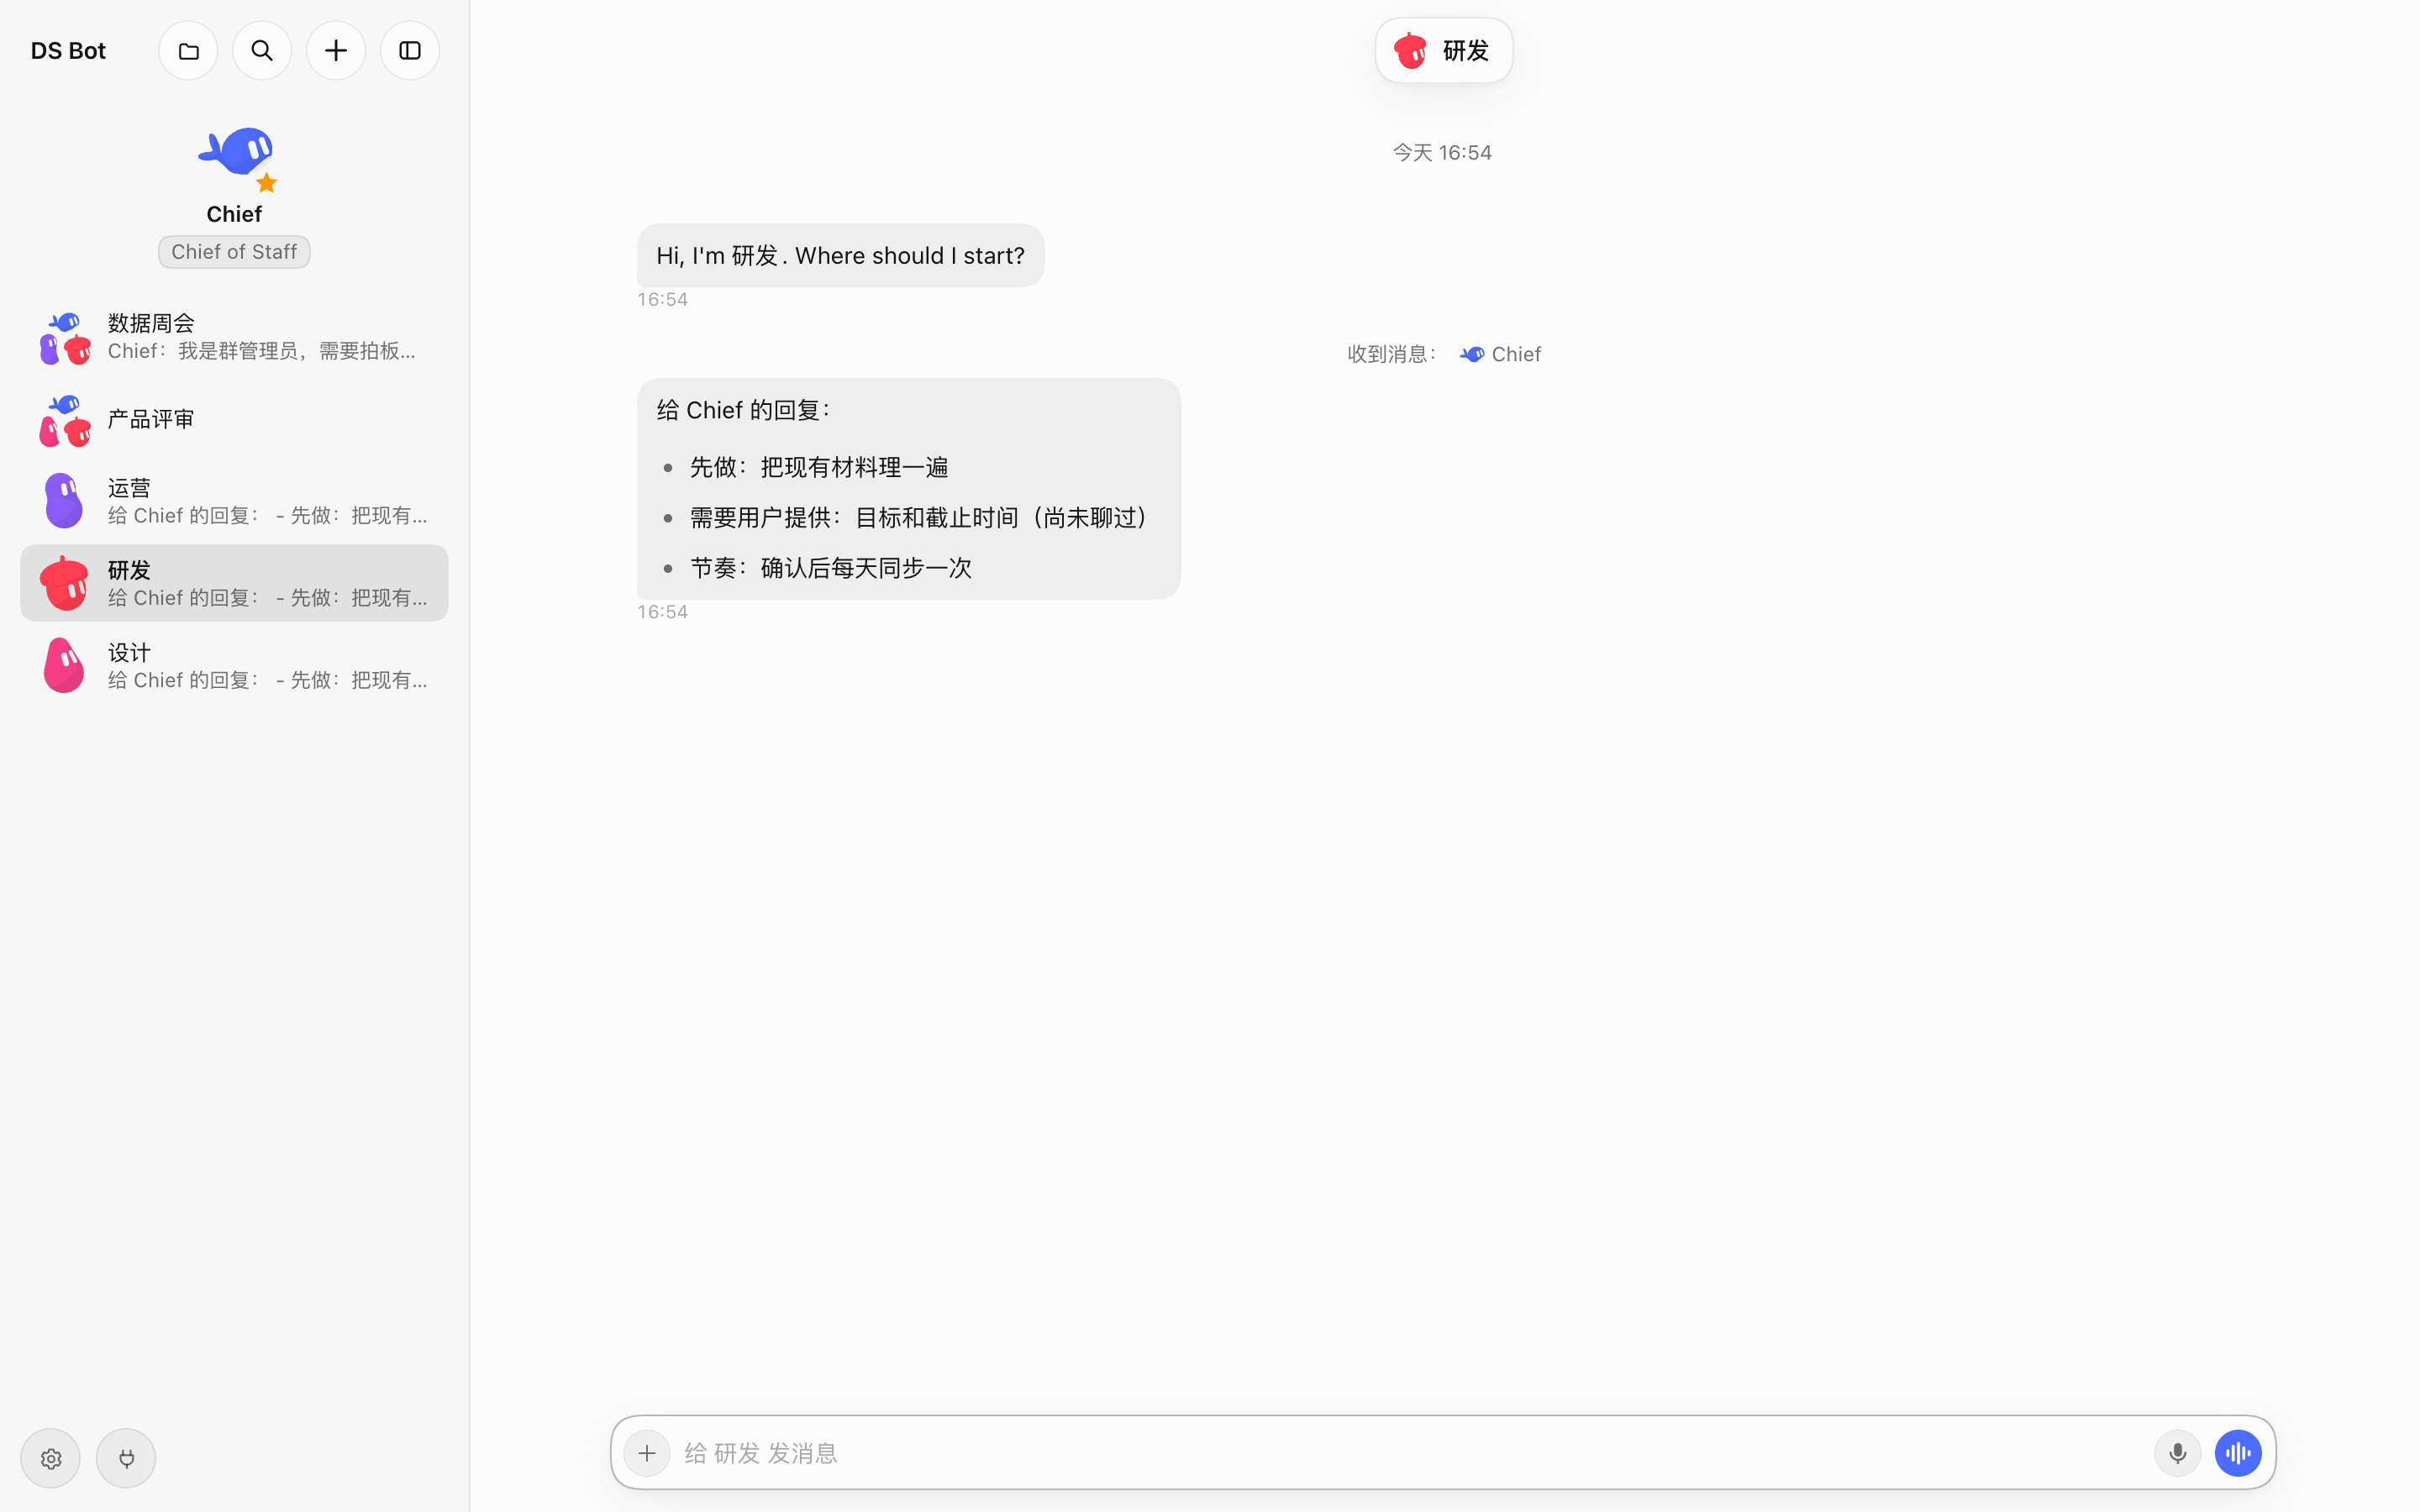 DS Bot
Chief
Chief of Staff
数据周会
Chief：我是群管理员，需要拍板...
产品评审
运营
给 Chief 的回复： - 先做：把现有...
研发
给 Chief 的回复： - 先做：把现有...
设计
给 Chief 的回复： - 先做：把现有...
研发
今天 16:54
Hi, I'm 研发. Where should I start?
16:54
收到消息： Chief
给 Chief 的回复：
• 先做：把现有材料理一遍
• 需要用户提供：目标和截止时间（尚未聊过）
• 节奏：确认后每天同步一次
16:54
给 研发 发消息